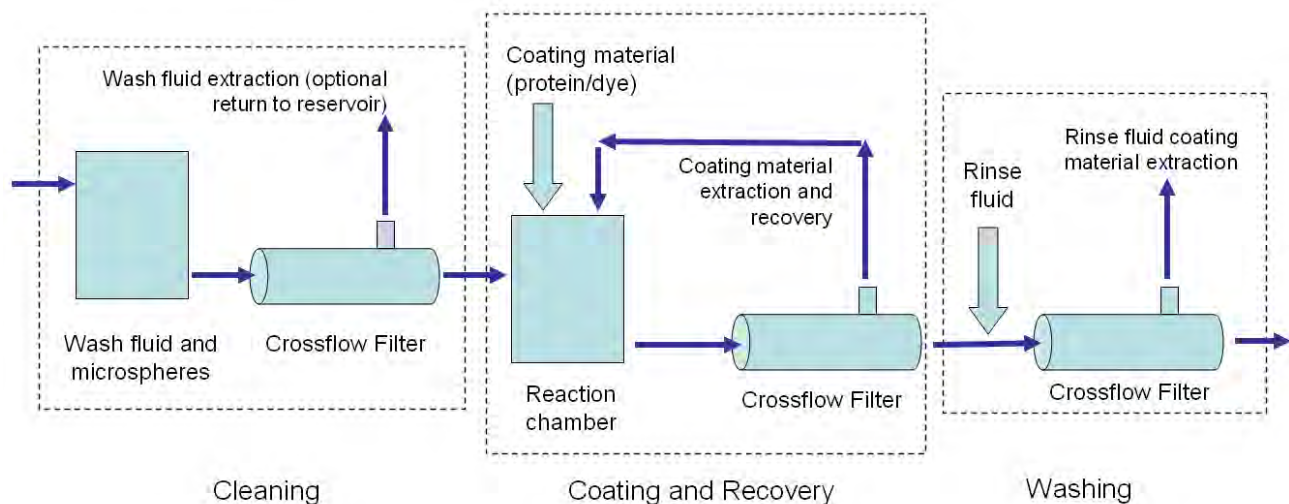 Wash fluid extraction (optional
return to reservoir)
Wash fluid and
microspheres
Crossflow Filter
Cleaning
Coating material
(protein/dye)
Coating material
extraction and
recovery
Reaction
chamber
Crossflow Filter
Coating and Recovery
Rinse
fluid
Rinse fluid coating
material extraction
Crossflow Filter
Washing